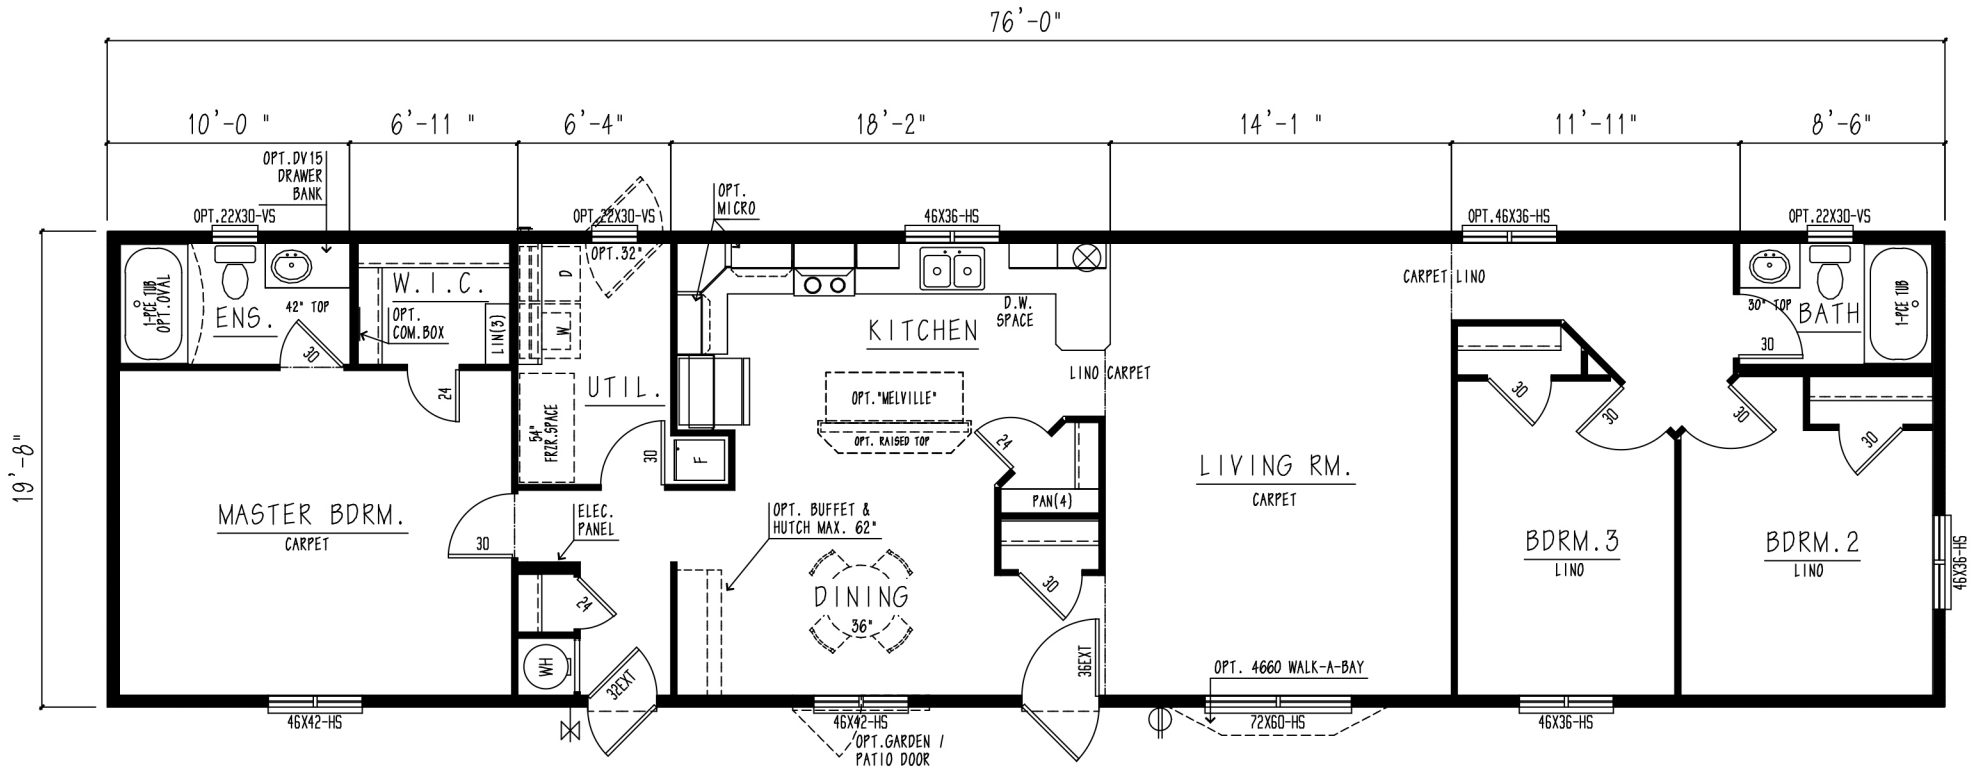 76'-0"
10'-0 "
6'-11 "
6'-4"
18'-2"
14'-1 "
11'-11"
8'-6"
OPT.DV15
DRAWER
BANK
OPT.
MICRO
OPT.22X30-VS
OPT.22X30-VS
46X36-HS
OPT.46X36-HS
OPT.22X30-VS
OPT.32"
1-PCE TUB
OPT.OVAL
42" TOP
ENS.
W.I.C.
OPT.
COM.BOX
LIN(3)
D
W
KITCHEN
D.W.
SPACE
CARPET LINO
30" TOP
BATH
1-PCE TUB
30
30
24
UTIL.
54"
FRZR.SPACE
30
F
LINO CARPET
OPT."MELVILLE"
OPT. RAISED TOP
24
PAN(4)
30
30
30
30
19'-8"
MASTER BDRM.
CARPET
30
ELEC.
PANEL
OPT. BUFFET &
HUTCH MAX. 62"
LIVING RM.
CARPET
BDRM.3
LINO
BDRM.2
LINO
46X36-HS
24
DINING
36"
30
WH
32EXT
36EXT
OPT. 4660 WALK-A-BAY
46X42-HS
46X42-HS
72X60-HS
46X36-HS
OPT.GARDEN /
PATIO DOOR